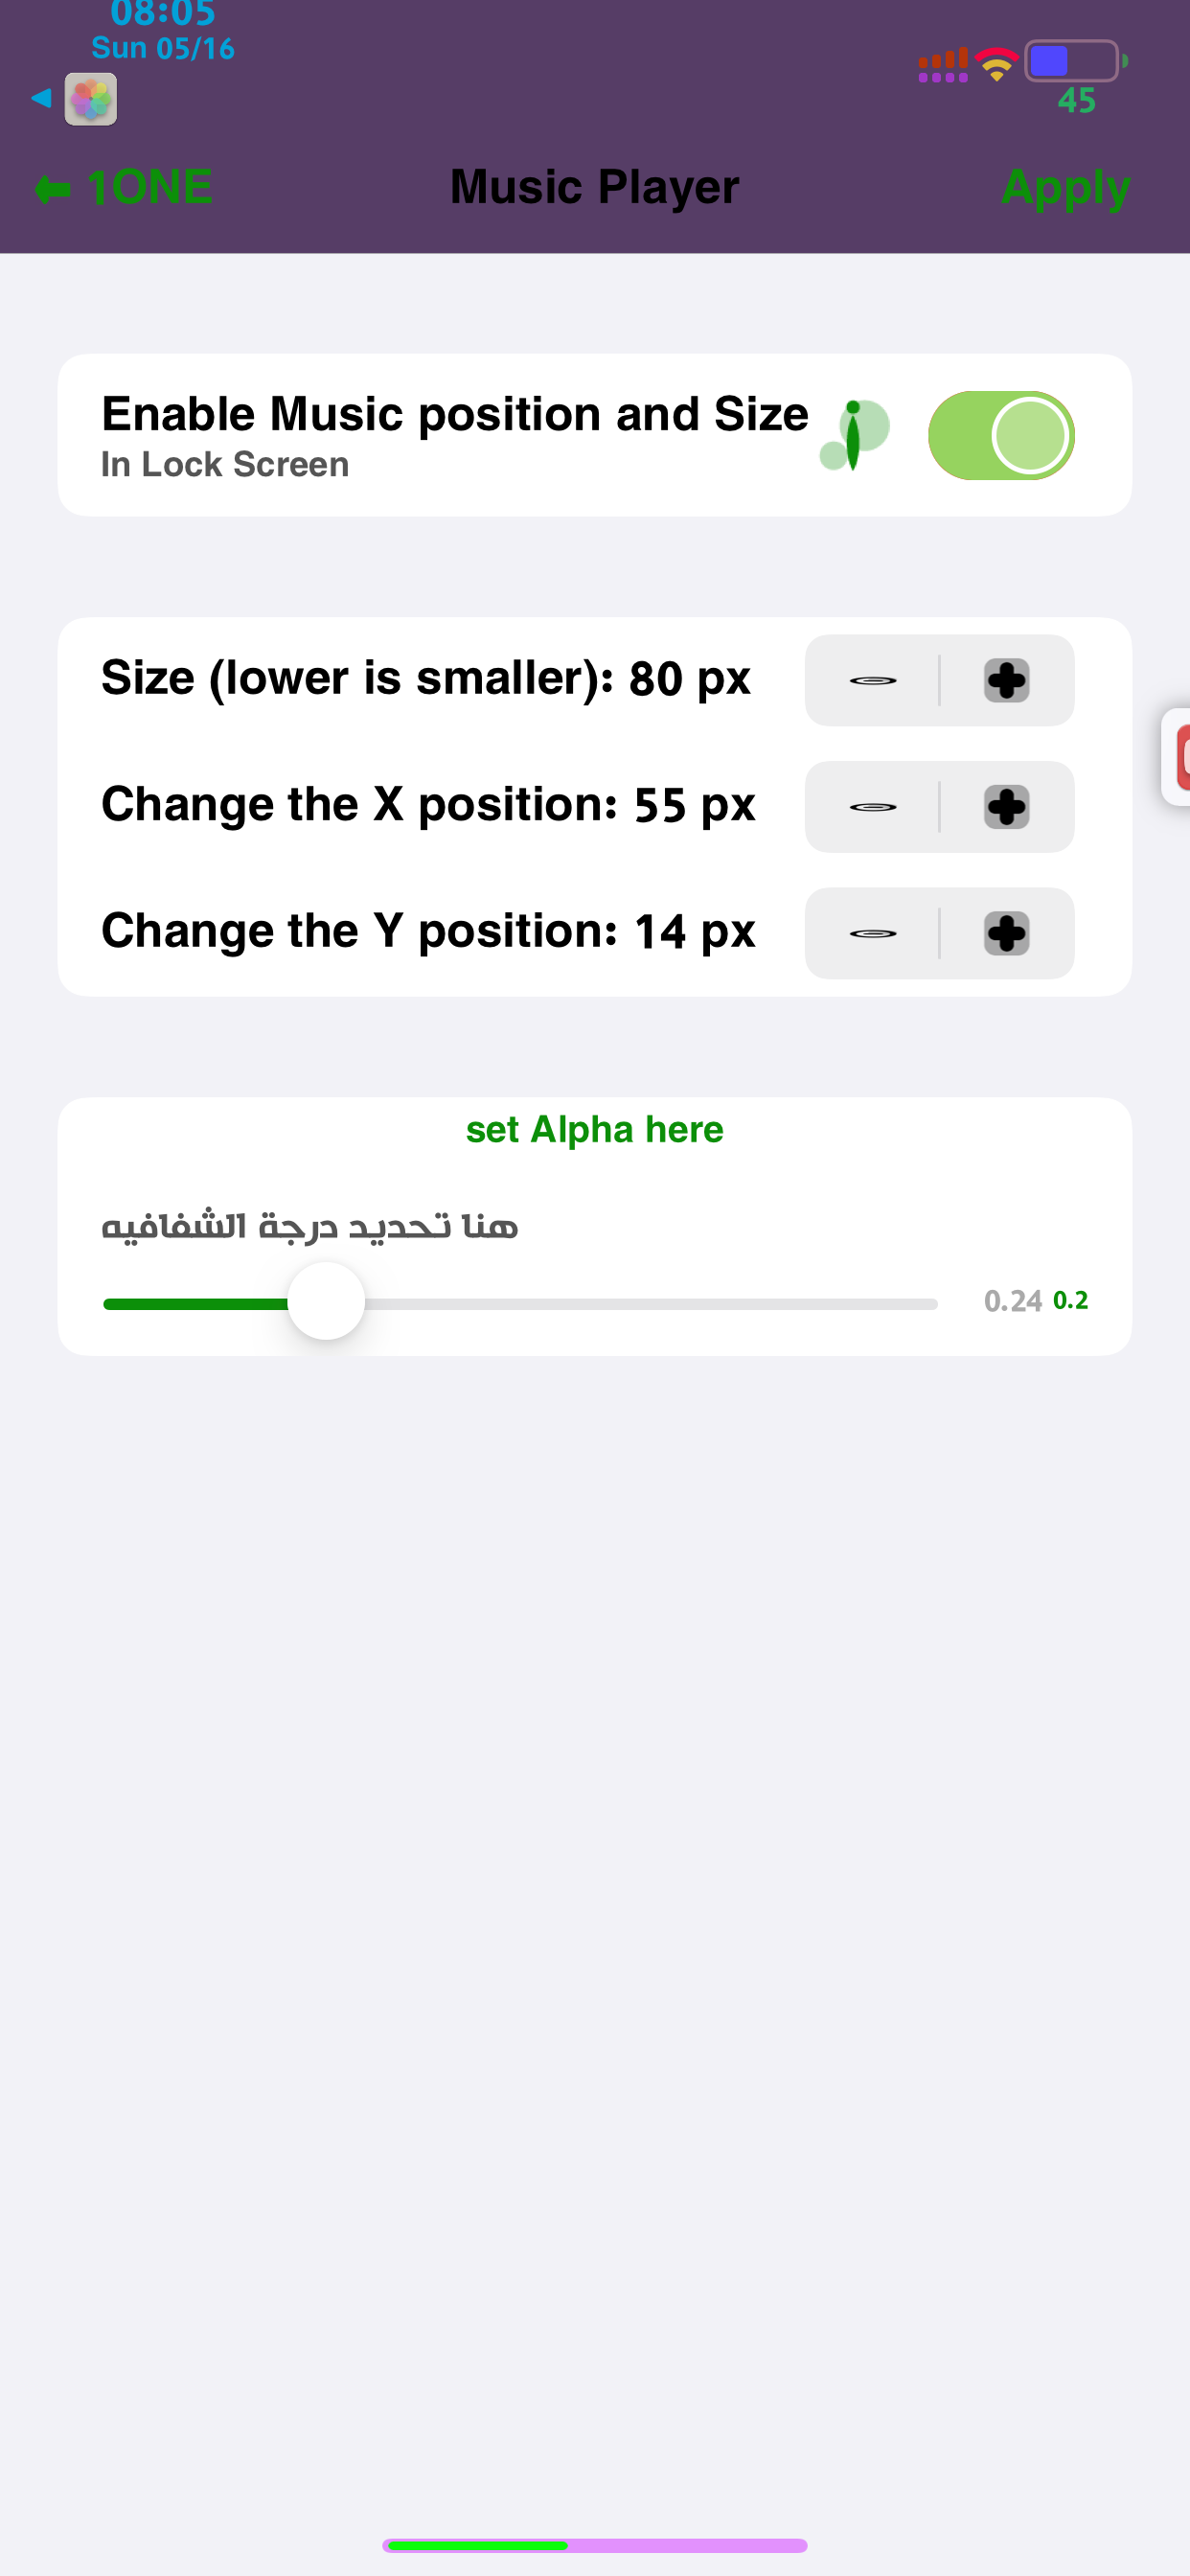 08:05
Sun 05/16
45
1ONE
Music Player
Apply
Enable Music position and Size
In Lock Screen
Size (lower is smaller): 80 px
Change the X position: 55 px
Change the Y position: 14 px
set Alpha here
هنا تحديد درجة الشفافيه
0.24 0.2